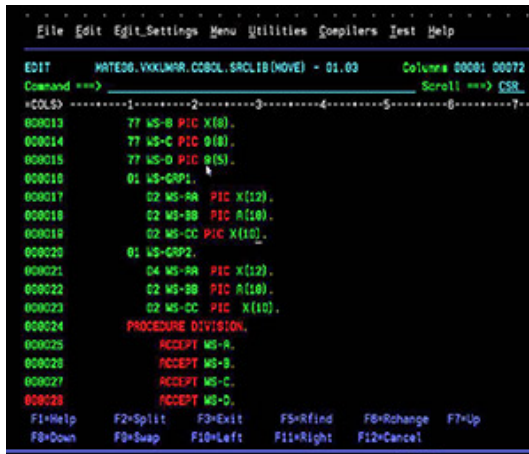 File Edit Edit_Settings Menu Utilities Compilers Test Help
EDIT MATE06.VKKUMAR.COBOL.SRCLIB(MOVE) - 01.03 Columns 00001 00072
Command ===> Scroll ===> CSR
=COLS> ----+----1----+----2----+----3----+----4----+----5----+----6----+----7--
000013 77 WS-B PIC X(8).
000014 77 WS-C PIC 9(8).
000015 77 WS-D PIC 9(5).
000016 01 WS-GRP1.
000017 02 WS-AA PIC X(12).
000018 02 WS-BB PIC A(10).
000019 02 WS-CC PIC X(10).
000020 01 WS-GRP2.
000021 04 WS-AA PIC X(12).
000022 02 WS-BB PIC A(10).
000023 02 WS-CC PIC X(10).
000024 PROCEDURE DIVISION.
000025 ACCEPT WS-A.
000026 ACCEPT WS-B.
000027 ACCEPT WS-C.
000028 ACCEPT WS-D.
F1=Help F2=Split F3=Exit F5=Rfind F6=Rchange F7=Up
F8=Down F9=Swap F10=Left F11=Right F12=Cancel